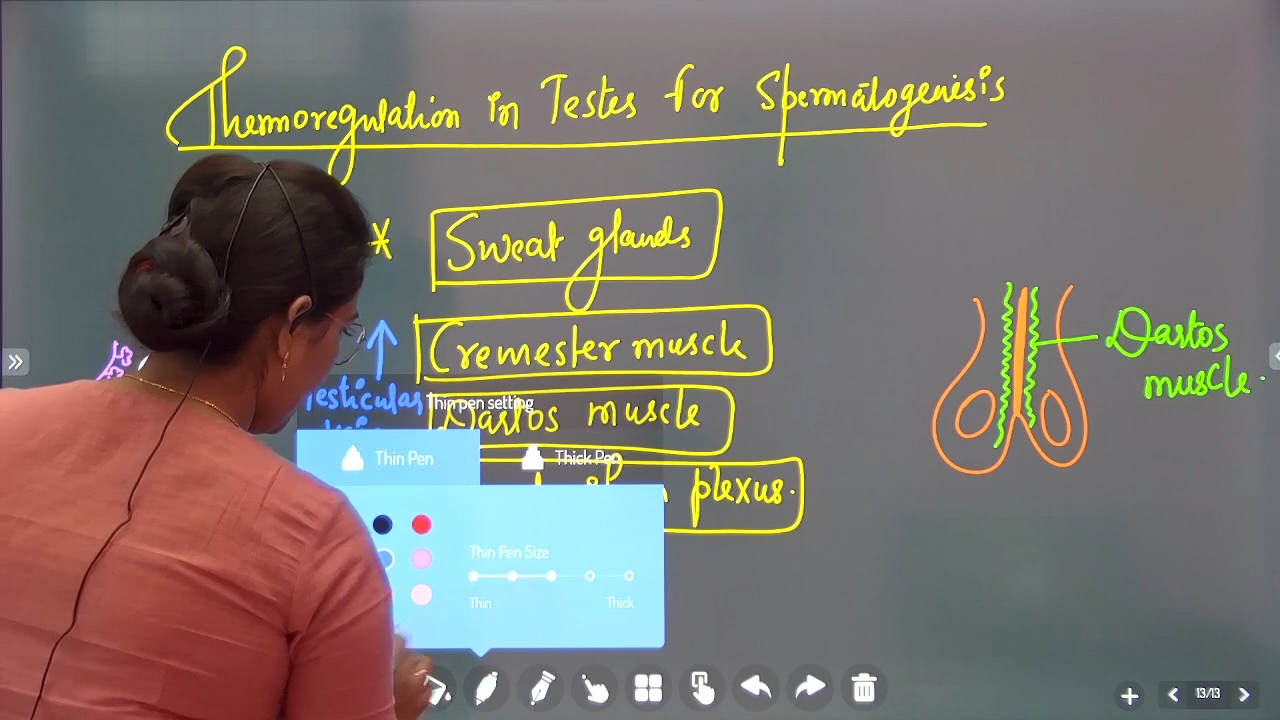 Thermoregulation in Testes for Spermatogenesis
* Sweat glands
Cremester muscle
Testicular
Dartos muscle
plexus.
Dartos
muscle.
Thin pen setting
Thin Pen
Thick Pen
Thin Pen Size
Thin
Thick
13/13